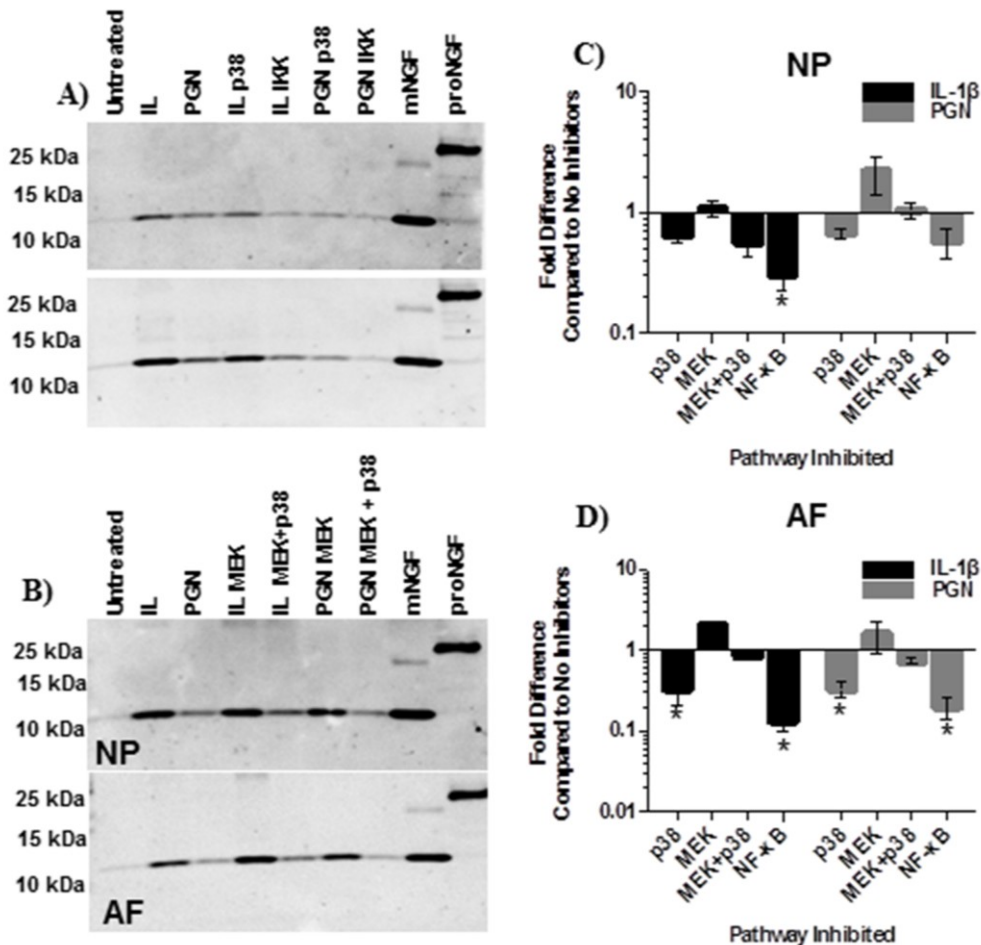 A)
Untreated
IL
PGN
IL p38
IL IKK
PGN p38
PGN IKK
mNGF
proNGF
25 kDa
15 kDa
10 kDa
25 kDa
15 kDa
10 kDa
B)
Untreated
IL
PGN
IL MEK
IL MEK+p38
PGN MEK
PGN MEK + p38
mNGF
proNGF
25 kDa
15 kDa
10 kDa
NP
25 kDa
15 kDa
10 kDa
AF
C)
NP
IL-1β
PGN
Fold Difference
Compared to No Inhibitors
10
1
0.1
*
p38
MEK
MEK+p38
NF-κB
p38
MEK
MEK+p38
NF-κB
Pathway Inhibited
D)
AF
IL-1β
PGN
Fold Difference
Compared to No Inhibitors
10
1
0.1
0.01
*
*
*
*
p38
MEK
MEK+p38
NF-κB
p38
MEK
MEK+p38
NF-κB
Pathway Inhibited